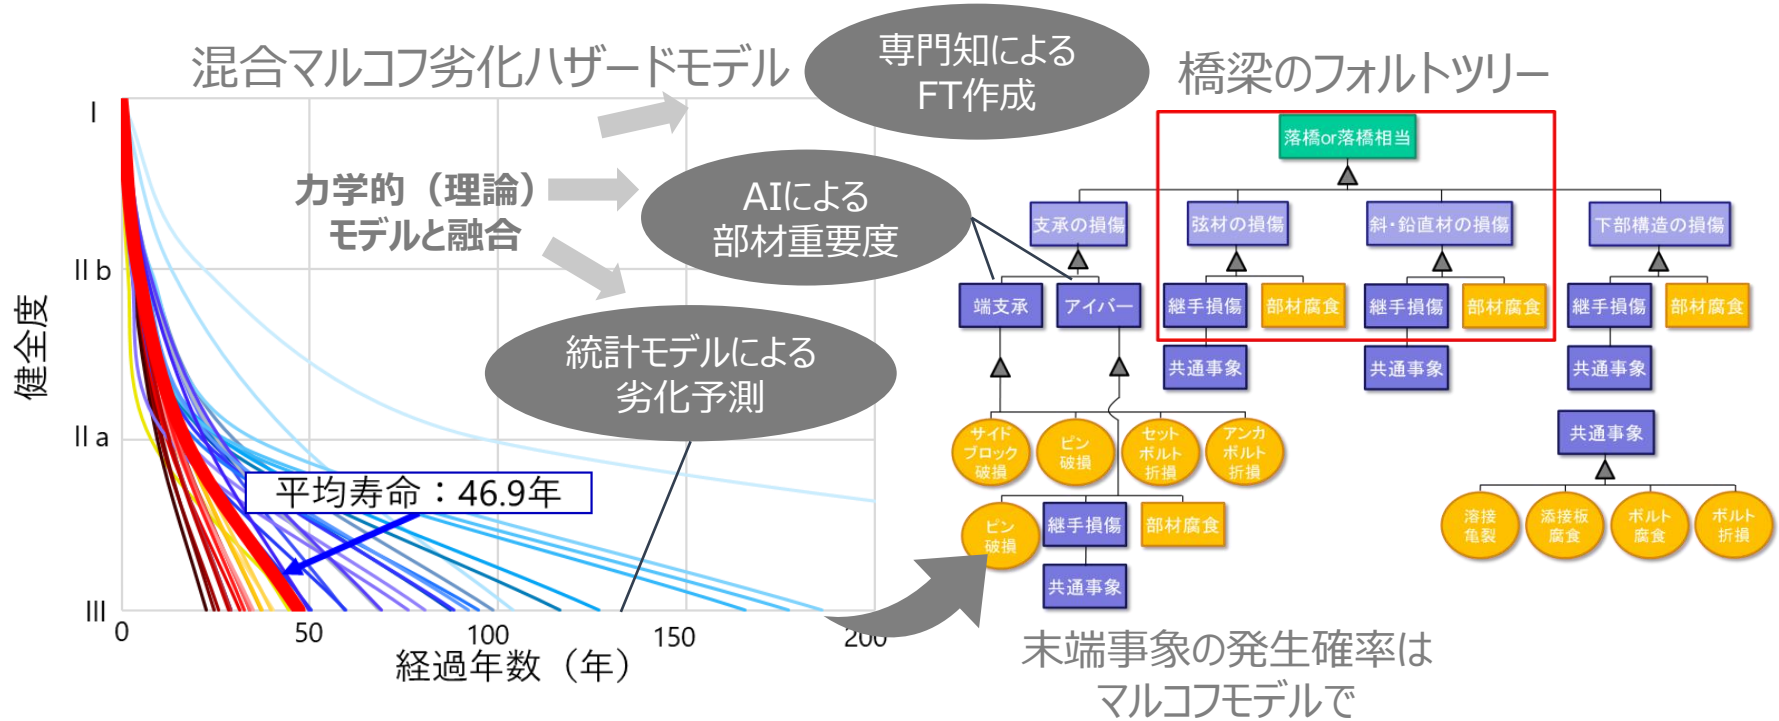 混合マルコフ劣化ハザードモデル
専門知による
FT作成
橋梁のフォルトツリー
力学的（理論）
モデルと融合
AIによる
部材重要度
統計モデルによる
劣化予測
健全度
I
II b
II a
III
平均寿命：46.9年
0
50
100
150
200
経過年数（年）
落橋or落橋相当
支承の損傷
弦材の損傷
斜・鉛直材の損傷
下部構造の損傷
端支承
アイバー
継手損傷
部材腐食
継手損傷
部材腐食
継手損傷
部材腐食
共通事象
共通事象
共通事象
サイド
ブロック
破損
ピン
破損
セット
ボルト
折損
アンカ
ボルト
折損
ピン
破損
継手損傷
部材腐食
共通事象
共通事象
溶接
亀裂
添接板
腐食
ボルト
腐食
ボルト
折損
末端事象の発生確率は
マルコフモデルで